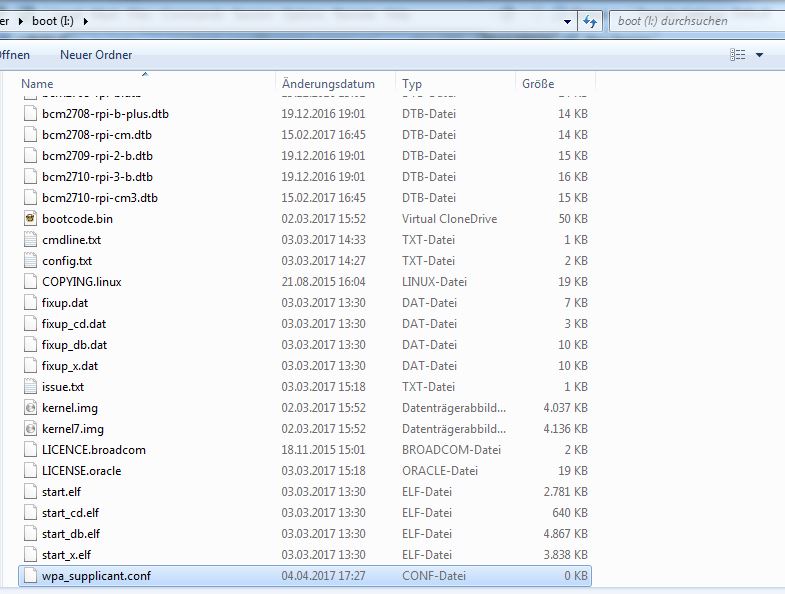 er ▸ boot (I:) ▸ boot (I:) durchsuchen
Öffnen Neuer Ordner
Name Änderungsdatum Typ Größe
bcm2708-rpi-b-plus.dtb 19.12.2016 19:01 DTB-Datei 14 KB
bcm2708-rpi-cm.dtb 15.02.2017 16:45 DTB-Datei 14 KB
bcm2709-rpi-2-b.dtb 19.12.2016 19:01 DTB-Datei 15 KB
bcm2710-rpi-3-b.dtb 19.12.2016 19:01 DTB-Datei 16 KB
bcm2710-rpi-cm3.dtb 15.02.2017 16:45 DTB-Datei 15 KB
bootcode.bin 02.03.2017 15:52 Virtual CloneDrive 50 KB
cmdline.txt 03.03.2017 14:33 TXT-Datei 1 KB
config.txt 03.03.2017 14:27 TXT-Datei 2 KB
COPYING.linux 21.08.2015 16:04 LINUX-Datei 19 KB
fixup.dat 03.03.2017 13:30 DAT-Datei 7 KB
fixup_cd.dat 03.03.2017 13:30 DAT-Datei 3 KB
fixup_db.dat 03.03.2017 13:30 DAT-Datei 10 KB
fixup_x.dat 03.03.2017 13:30 DAT-Datei 10 KB
issue.txt 03.03.2017 15:18 TXT-Datei 1 KB
kernel.img 02.03.2017 15:52 Datenträgerabbild... 4.037 KB
kernel7.img 02.03.2017 15:52 Datenträgerabbild... 4.136 KB
LICENCE.broadcom 18.11.2015 15:01 BROADCOM-Datei 2 KB
LICENSE.oracle 03.03.2017 15:18 ORACLE-Datei 19 KB
start.elf 03.03.2017 13:30 ELF-Datei 2.781 KB
start_cd.elf 03.03.2017 13:30 ELF-Datei 640 KB
start_db.elf 03.03.2017 13:30 ELF-Datei 4.867 KB
start_x.elf 03.03.2017 13:30 ELF-Datei 3.838 KB
wpa_supplicant.conf 04.04.2017 17:27 CONF-Datei 0 KB